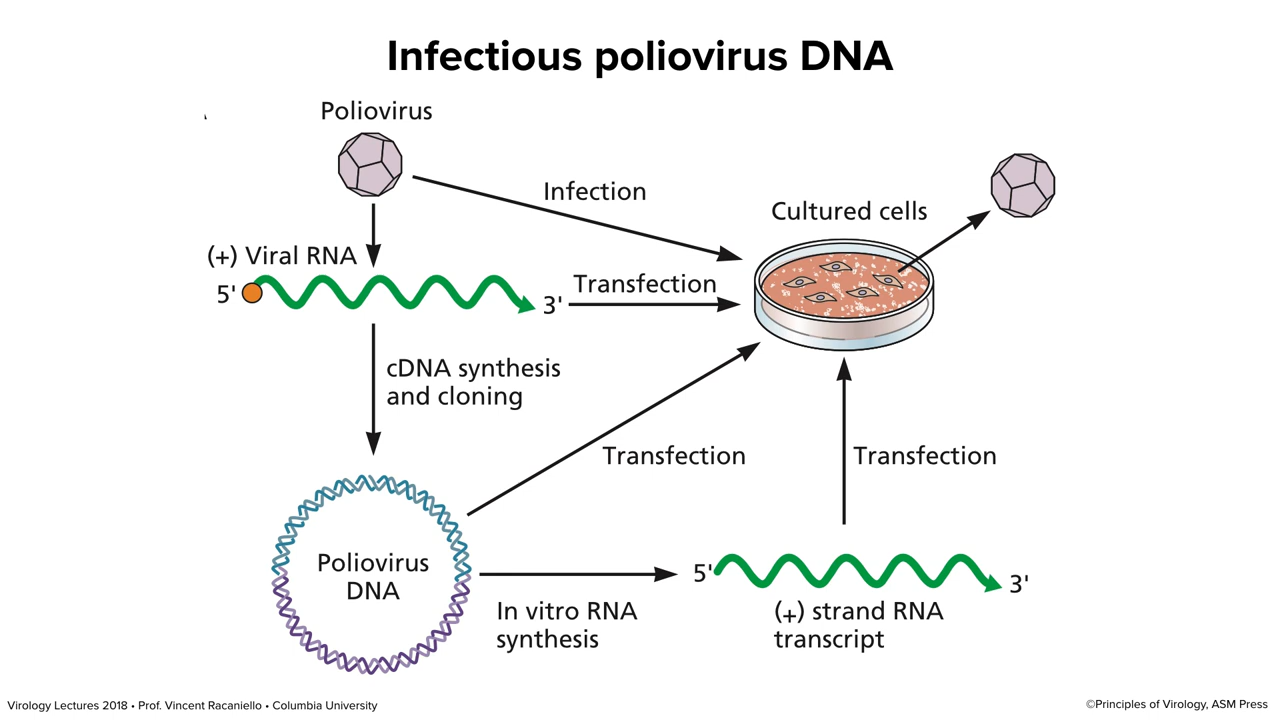 Infectious poliovirus DNA
Poliovirus
Infection
Cultured cells
(+) Viral RNA
5'
3'
Transfection
cDNA synthesis
and cloning
Transfection
Transfection
Poliovirus
DNA
In vitro RNA
synthesis
5'
3'
(+) strand RNA
transcript
Virology Lectures 2018 • Prof. Vincent Racaniello • Columbia University
©Principles of Virology, ASM Press